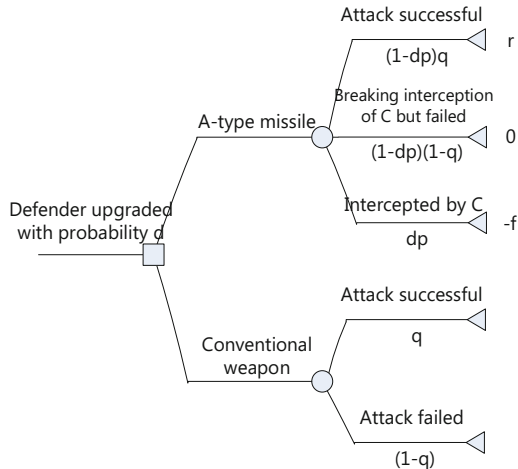 Attack successful
(1-dp)q
r
Breaking interception
of C but failed
(1-dp)(1-q)
0
A-type missile
Intercepted by C
dp
-f
Defender upgraded
with probability d
Attack successful
q
Conventional
weapon
Attack failed
(1-q)